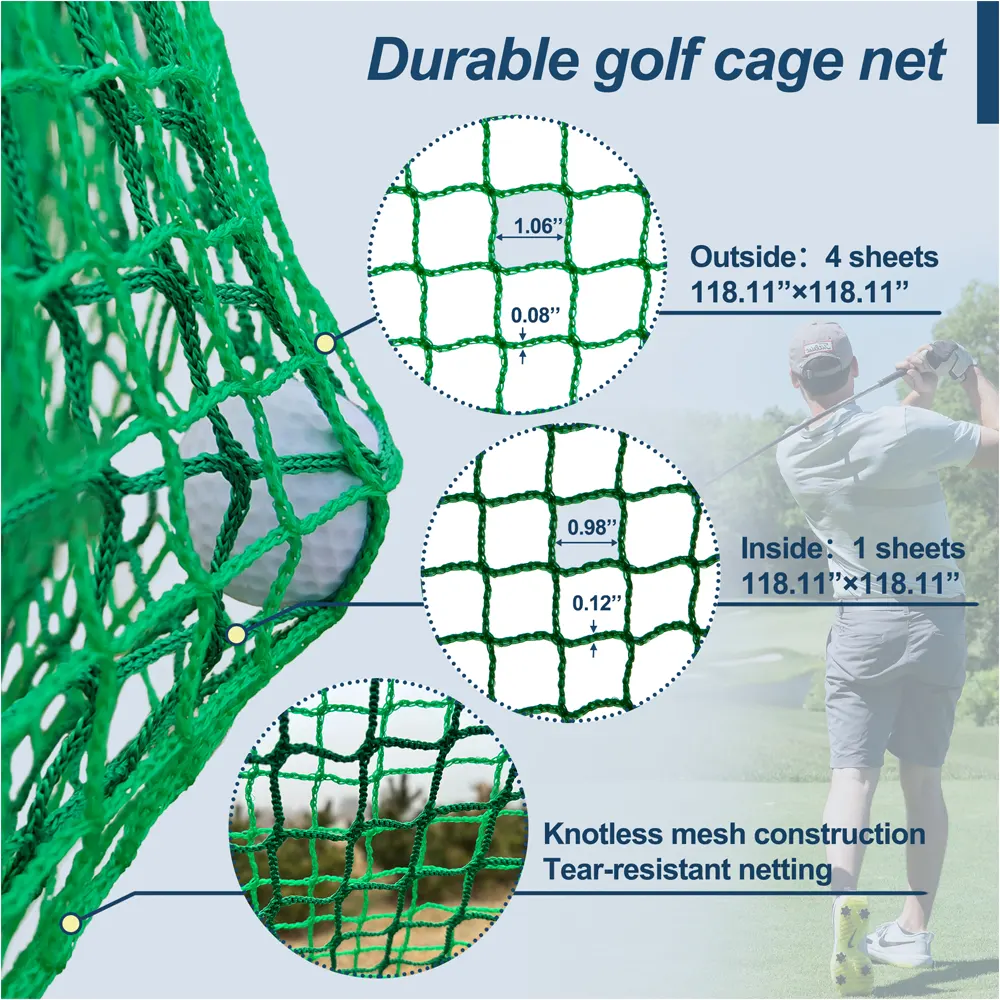 Durable golf cage net
1.06”
0.08”
Outside： 4 sheets
118.11”×118.11”
0.98”
0.12”
Inside： 1 sheets
118.11”×118.11”
Knotless mesh construction
Tear-resistant netting